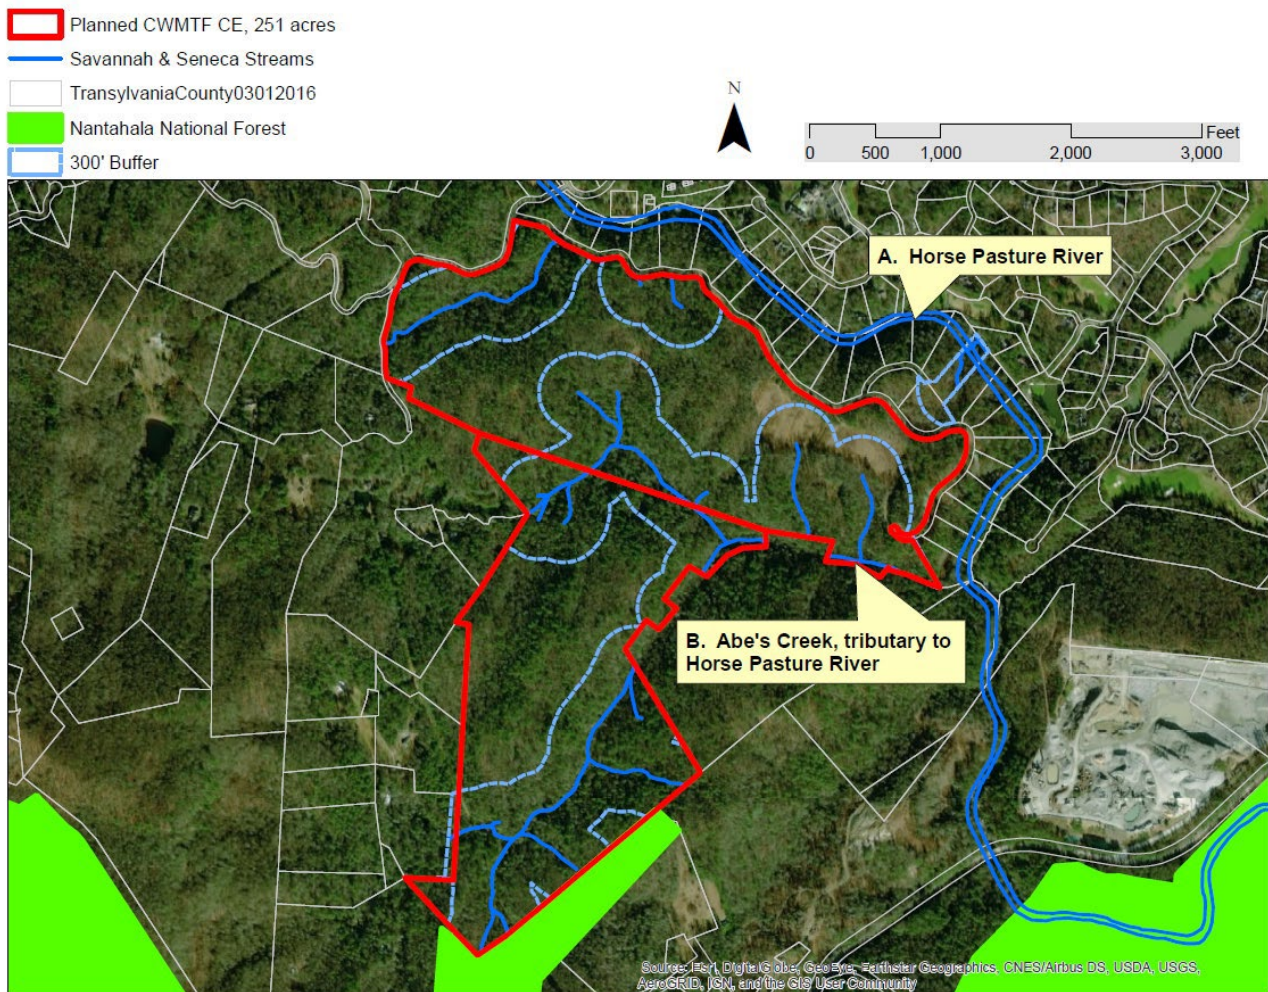 Planned CWMTF CE, 251 acres
Savannah & Seneca Streams
TransylvaniaCounty03012016
Nantahala National Forest
300' Buffer
N
Feet
0 500 1,000 2,000 3,000
A. Horse Pasture River
B. Abe's Creek, tributary to
Horse Pasture River
Source: Esri, DigitalGlobe, GeoEye, Earthstar Geographics, CNES/Airbus DS, USDA, USGS,
AeroGRID, IGN, and the GIS User Community